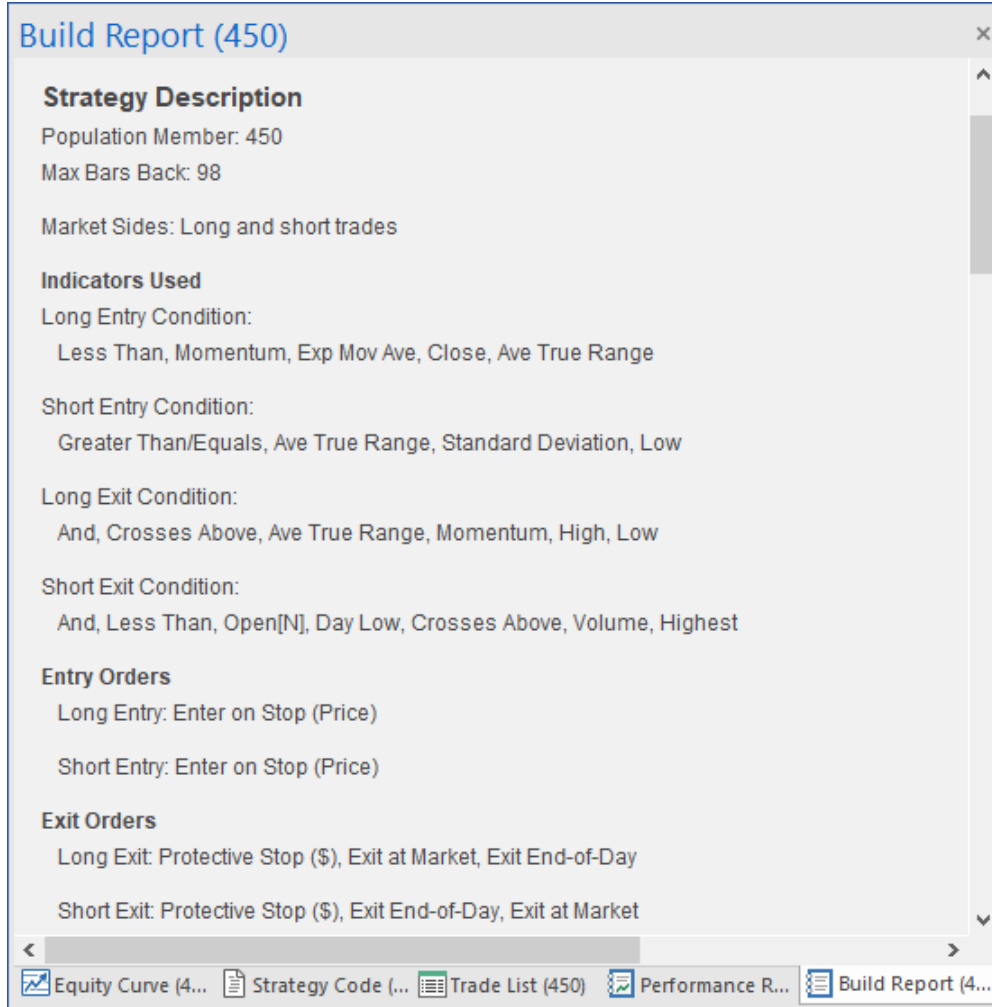 Build Report (450)
Strategy Description
Population Member: 450
Max Bars Back: 98
Market Sides: Long and short trades
Indicators Used
Long Entry Condition:
Less Than, Momentum, Exp Mov Ave, Close, Ave True Range
Short Entry Condition:
Greater Than/Equals, Ave True Range, Standard Deviation, Low
Long Exit Condition:
And, Crosses Above, Ave True Range, Momentum, High, Low
Short Exit Condition:
And, Less Than, Open[N], Day Low, Crosses Above, Volume, Highest
Entry Orders
Long Entry: Enter on Stop (Price)
Short Entry: Enter on Stop (Price)
Exit Orders
Long Exit: Protective Stop ($), Exit at Market, Exit End-of-Day
Short Exit: Protective Stop ($), Exit End-of-Day, Exit at Market
Equity Curve (4... Strategy Code (... Trade List (450) Performance R... Build Report (4...